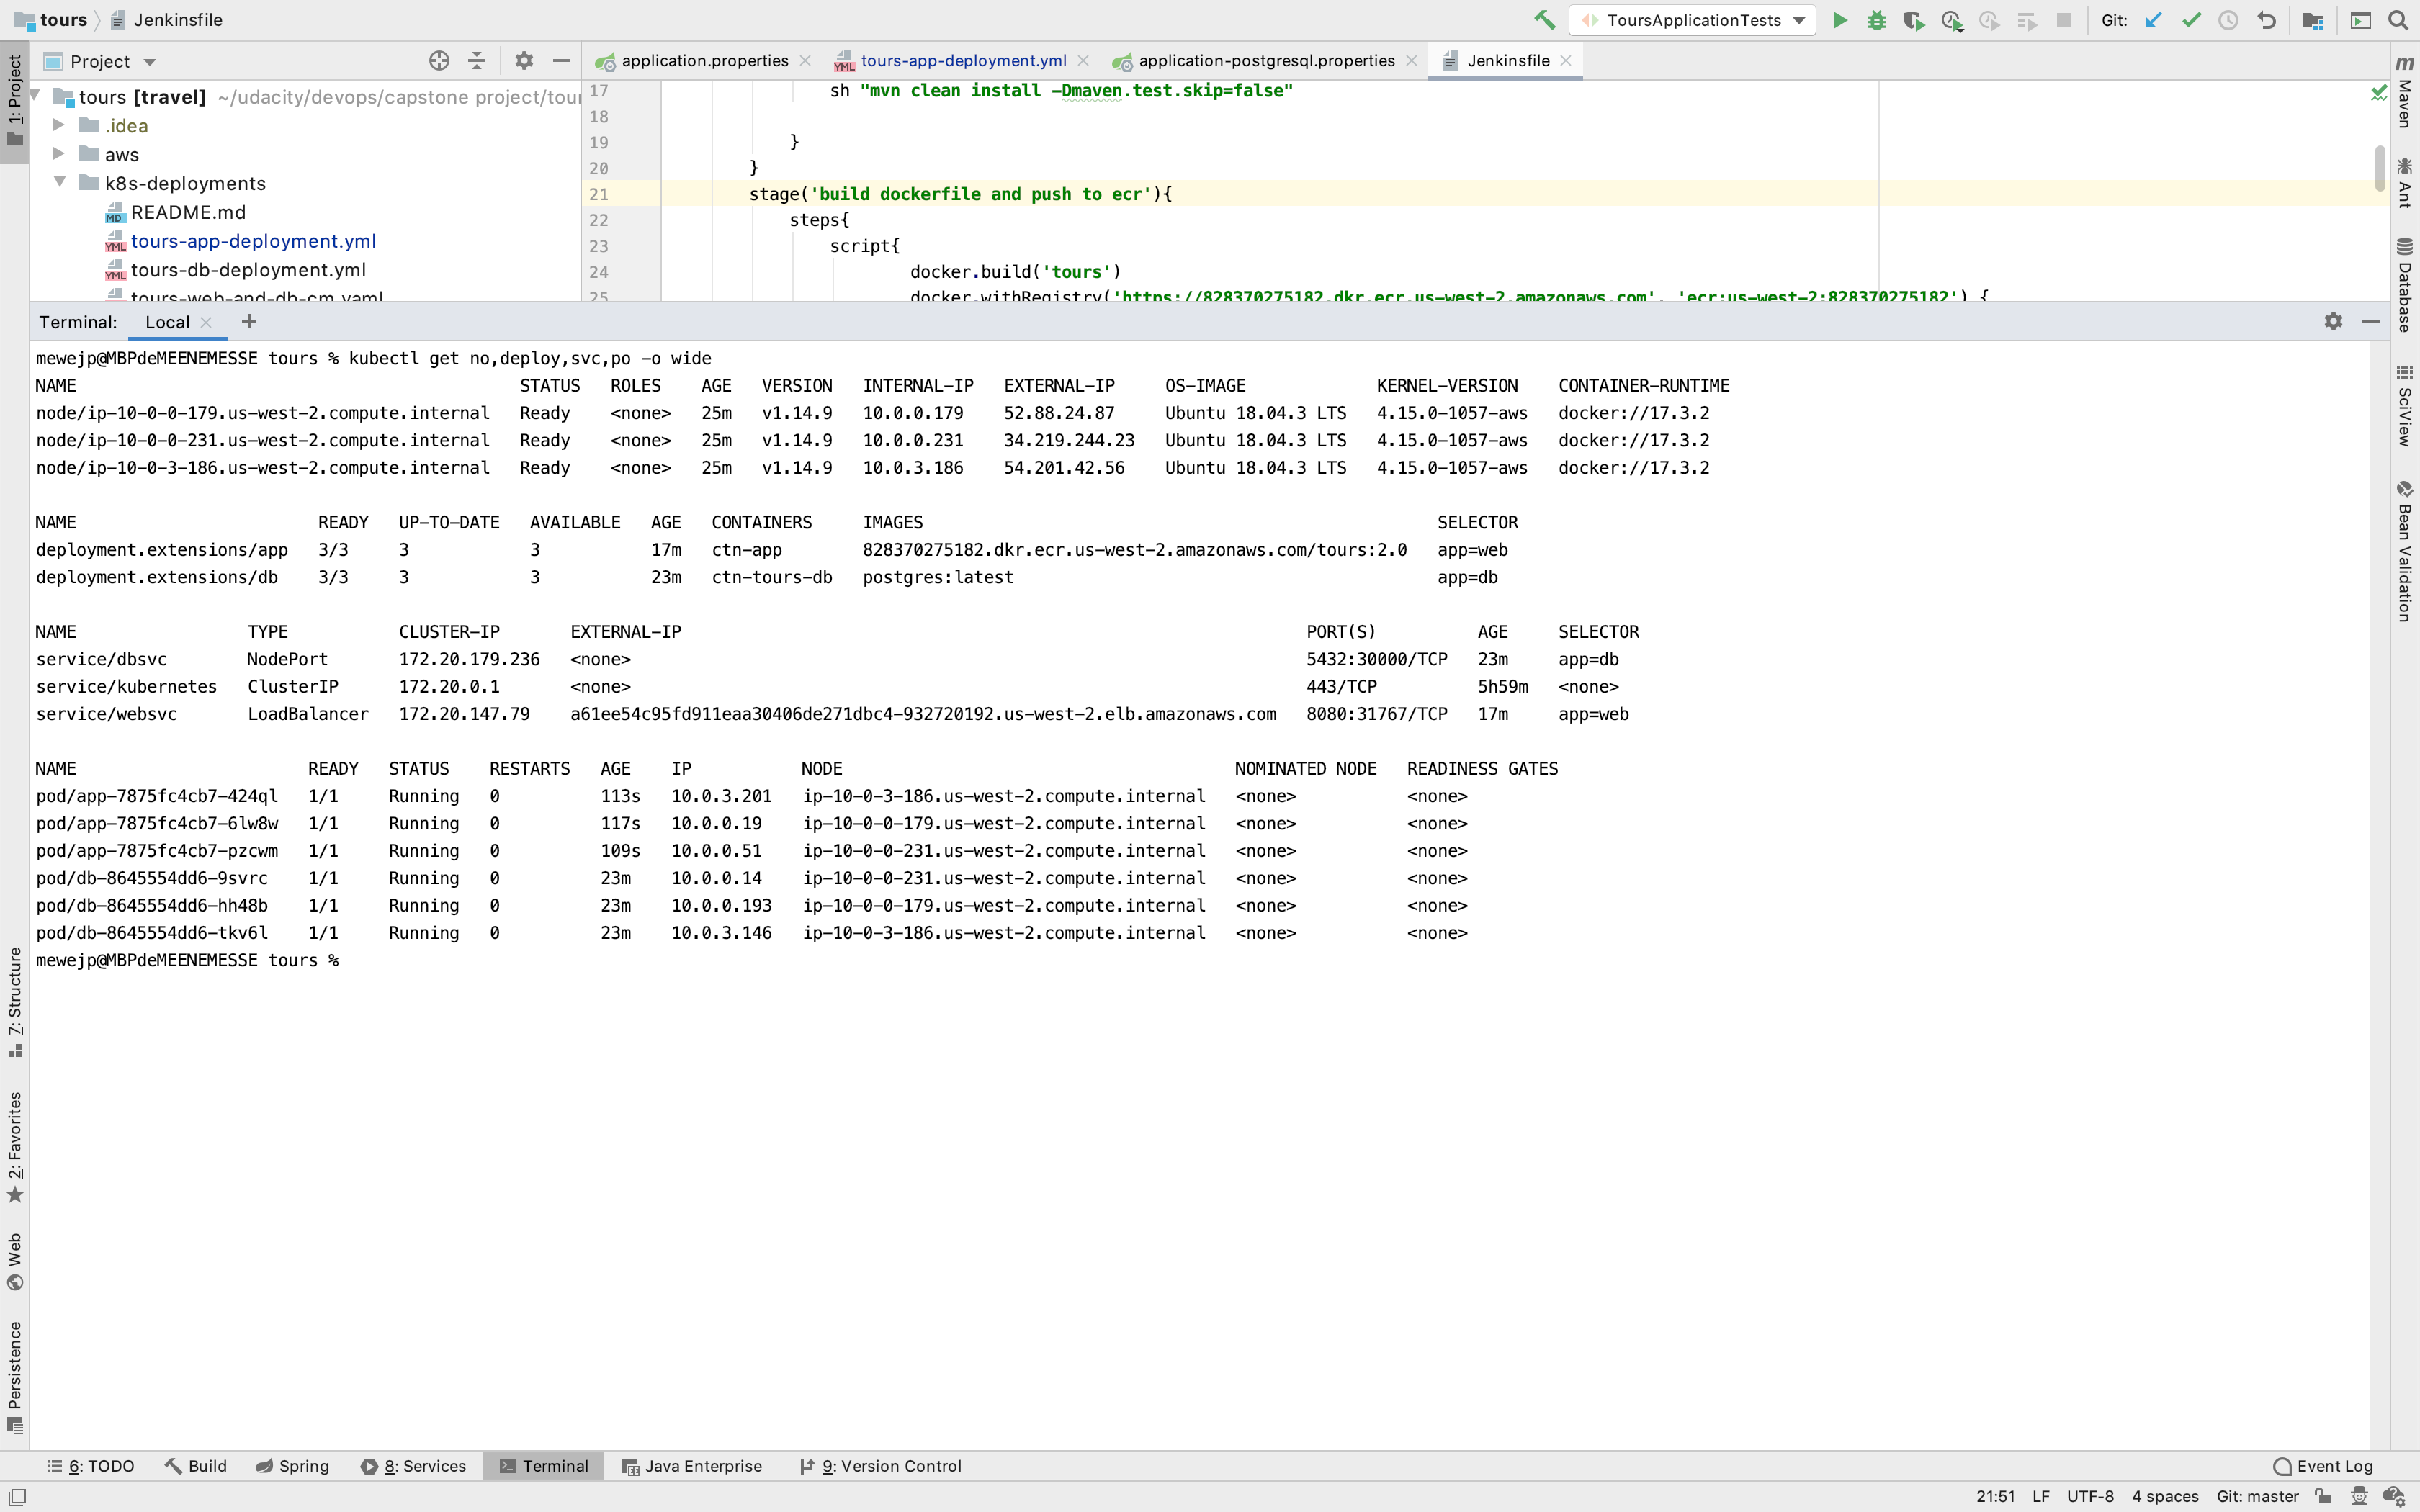 tours Jenkinsfile ToursApplicationTests Git:
Project
application.properties tours-app-deployment.yml application-postgresql.properties Jenkinsfile
tours [travel] ~/udacity/devops/capstone project/tour
.idea
aws
k8s-deployments
README.md
tours-app-deployment.yml
tours-db-deployment.yml
tours-web-and-db-cm.yaml
17 sh "mvn clean install -Dmaven.test.skip=false"
18
19 }
20 }
21 stage('build dockerfile and push to ecr'){
22 steps{
23 script{
24 docker.build('tours')
25 docker.withRegistry('https://828370275182.dkr.ecr.us-west-2.amazonaws.com', 'ecr:us-west-2:828370275182') {
Terminal: Local +
mewejp@MBPdeMEENEMESSE tours % kubectl get no,deploy,svc,po -o wide
NAME STATUS ROLES AGE VERSION INTERNAL-IP EXTERNAL-IP OS-IMAGE KERNEL-VERSION CONTAINER-RUNTIME
node/ip-10-0-0-179.us-west-2.compute.internal Ready <none> 25m v1.14.9 10.0.0.179 52.88.24.87 Ubuntu 18.04.3 LTS 4.15.0-1057-aws docker://17.3.2
node/ip-10-0-0-231.us-west-2.compute.internal Ready <none> 25m v1.14.9 10.0.0.231 34.219.244.23 Ubuntu 18.04.3 LTS 4.15.0-1057-aws docker://17.3.2
node/ip-10-0-3-186.us-west-2.compute.internal Ready <none> 25m v1.14.9 10.0.3.186 54.201.42.56 Ubuntu 18.04.3 LTS 4.15.0-1057-aws docker://17.3.2
NAME READY UP-TO-DATE AVAILABLE AGE CONTAINERS IMAGES SELECTOR
deployment.extensions/app 3/3 3 3 17m ctn-app 828370275182.dkr.ecr.us-west-2.amazonaws.com/tours:2.0 app=web
deployment.extensions/db 3/3 3 3 23m ctn-tours-db postgres:latest app=db
NAME TYPE CLUSTER-IP EXTERNAL-IP PORT(S) AGE SELECTOR
service/dbsvc NodePort 172.20.179.236 <none> 5432:30000/TCP 23m app=db
service/kubernetes ClusterIP 172.20.0.1 <none> 443/TCP 5h59m <none>
service/websvc LoadBalancer 172.20.147.79 a61ee54c95fd911eaa30406de271dbc4-932720192.us-west-2.elb.amazonaws.com 8080:31767/TCP 17m app=web
NAME READY STATUS RESTARTS AGE IP NODE NOMINATED NODE READINESS GATES
pod/app-7875fc4cb7-424ql 1/1 Running 0 113s 10.0.3.201 ip-10-0-3-186.us-west-2.compute.internal <none> <none>
pod/app-7875fc4cb7-6lw8w 1/1 Running 0 117s 10.0.0.19 ip-10-0-0-179.us-west-2.compute.internal <none> <none>
pod/app-7875fc4cb7-pzcwm 1/1 Running 0 109s 10.0.0.51 ip-10-0-0-231.us-west-2.compute.internal <none> <none>
pod/db-8645554dd6-9svrc 1/1 Running 0 23m 10.0.0.14 ip-10-0-0-231.us-west-2.compute.internal <none> <none>
pod/db-8645554dd6-hh48b 1/1 Running 0 23m 10.0.0.193 ip-10-0-0-179.us-west-2.compute.internal <none> <none>
pod/db-8645554dd6-tkv6l 1/1 Running 0 23m 10.0.3.146 ip-10-0-3-186.us-west-2.compute.internal <none> <none>
mewejp@MBPdeMEENEMESSE tours %
1: Project
7: Structure
2: Favorites
Web
Persistence
Maven
Ant
Database
SciView
Bean Validation
6: TODO Build Spring 8: Services Terminal Java Enterprise 9: Version Control Event Log
21:51 LF UTF-8 4 spaces Git: master